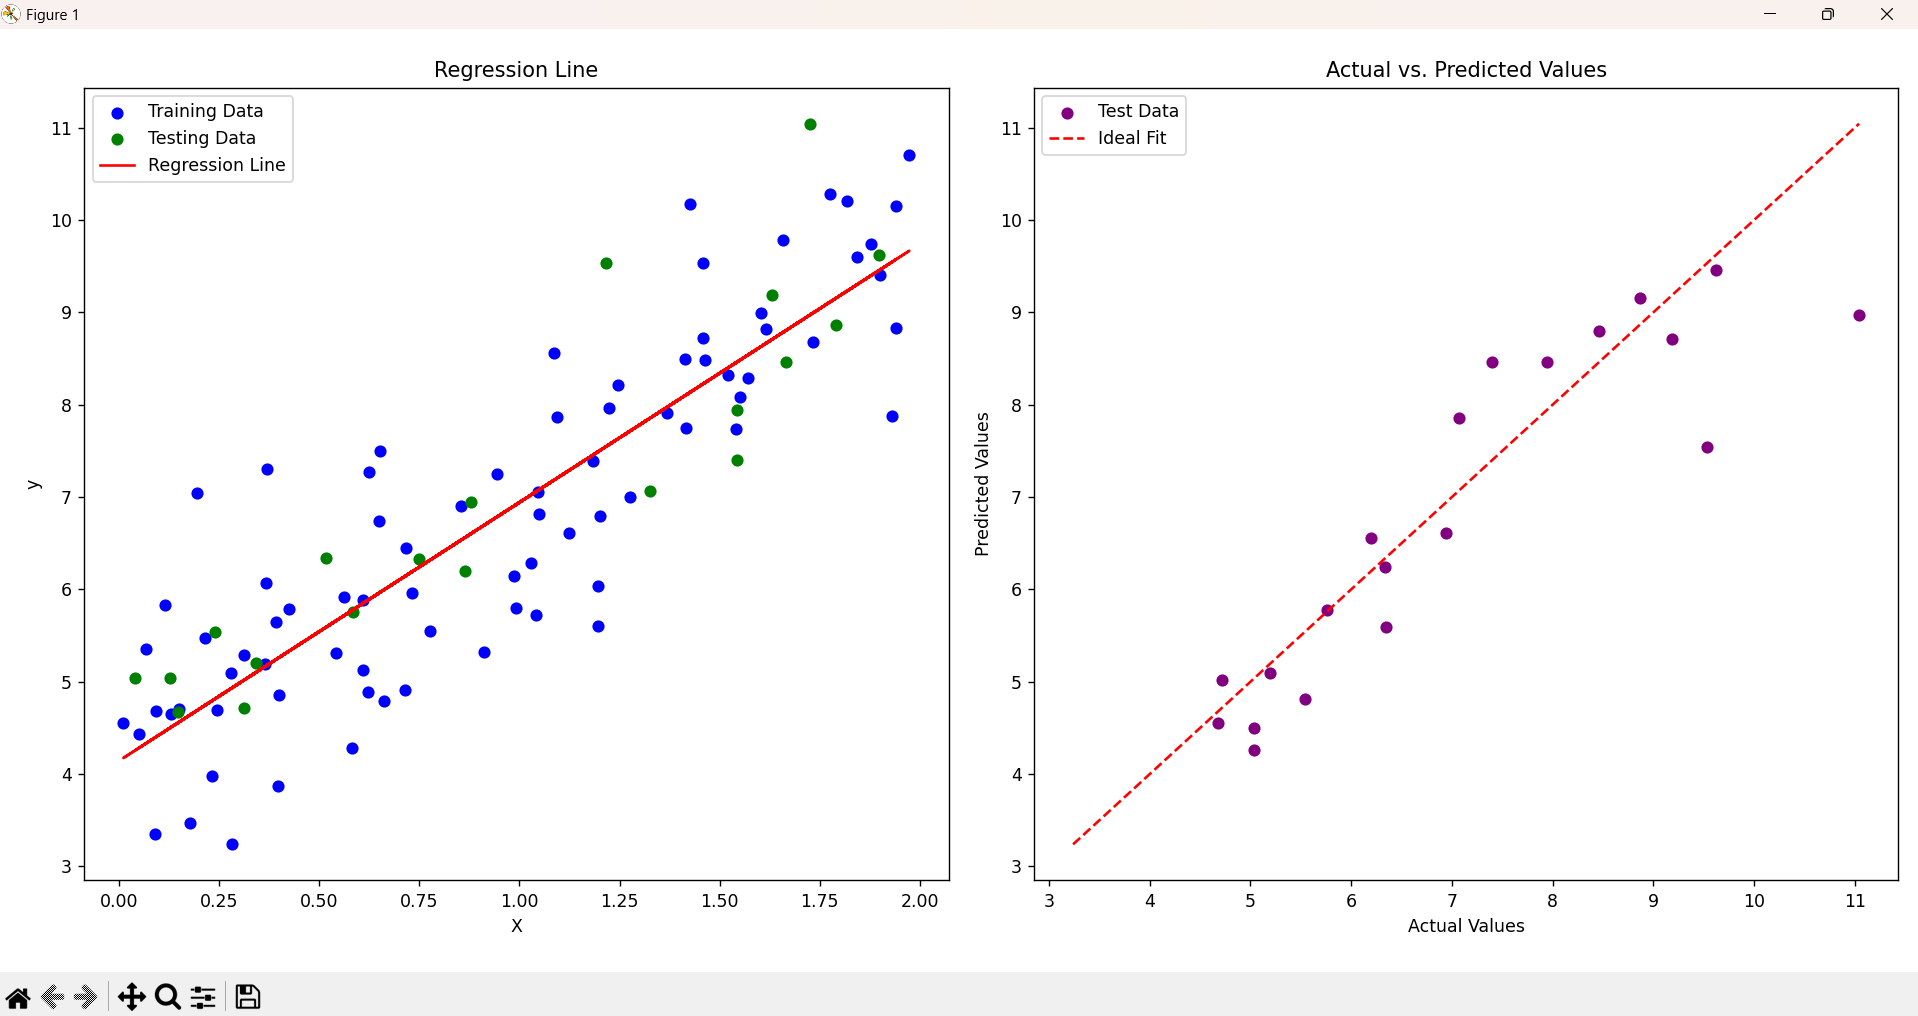 Figure 1
Regression Line
Training Data
Testing Data
Regression Line
11
10
9
8
7
6
5
4
3
y
0.00 0.25 0.50 0.75 1.00 1.25 1.50 1.75 2.00
X
Actual vs. Predicted Values
Test Data
Ideal Fit
11
10
9
8
7
6
5
4
3
Predicted Values
3 4 5 6 7 8 9 10 11
Actual Values